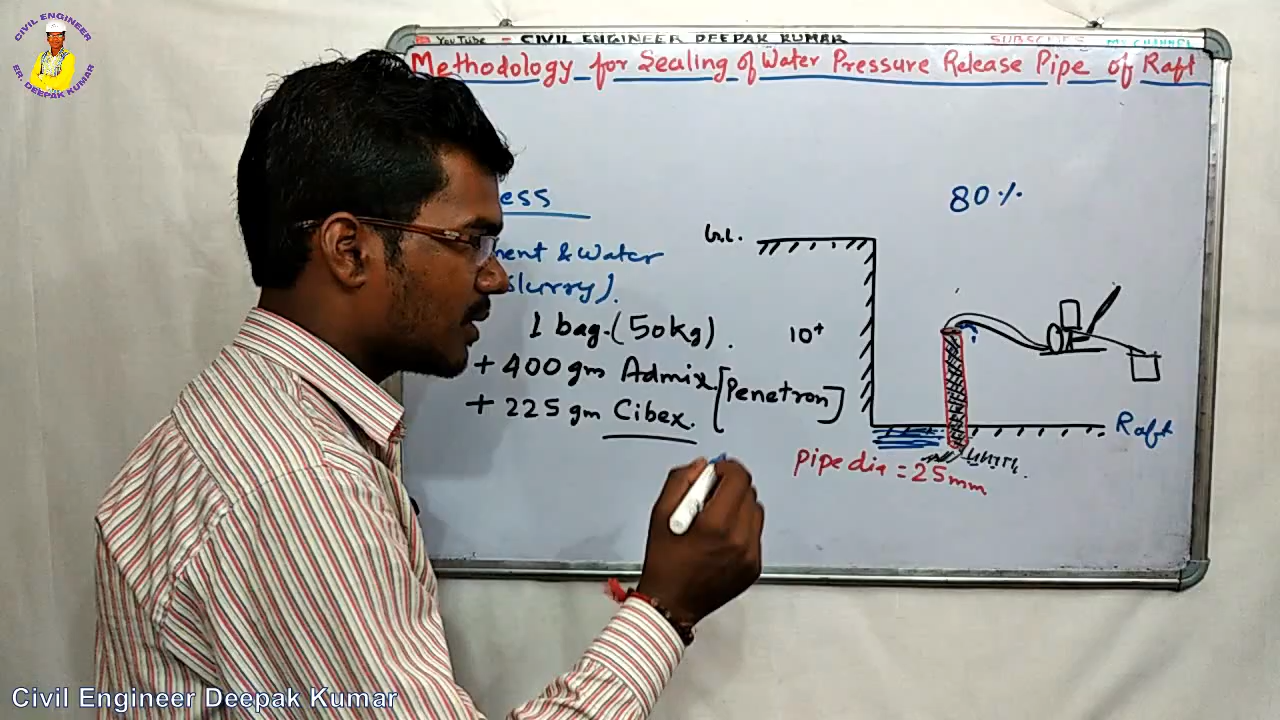 CIVIL ENGINEER
ER. DEEPAK KUMAR
YouTube - CIVIL ENGINEER DEEPAK KUMAR SUBSCRIBE MY CHANNEL
Methodology for Sealing of Water Pressure Release Pipe of Raft
ess
80%
G.L.
ment & Water
slurry).
1 bag.(50kg).
10+
+ 400 gm Admix. [Penetron]
+ 225 gm Cibex.
Raft
Pipe dia = 25mm
Civil Engineer Deepak Kumar